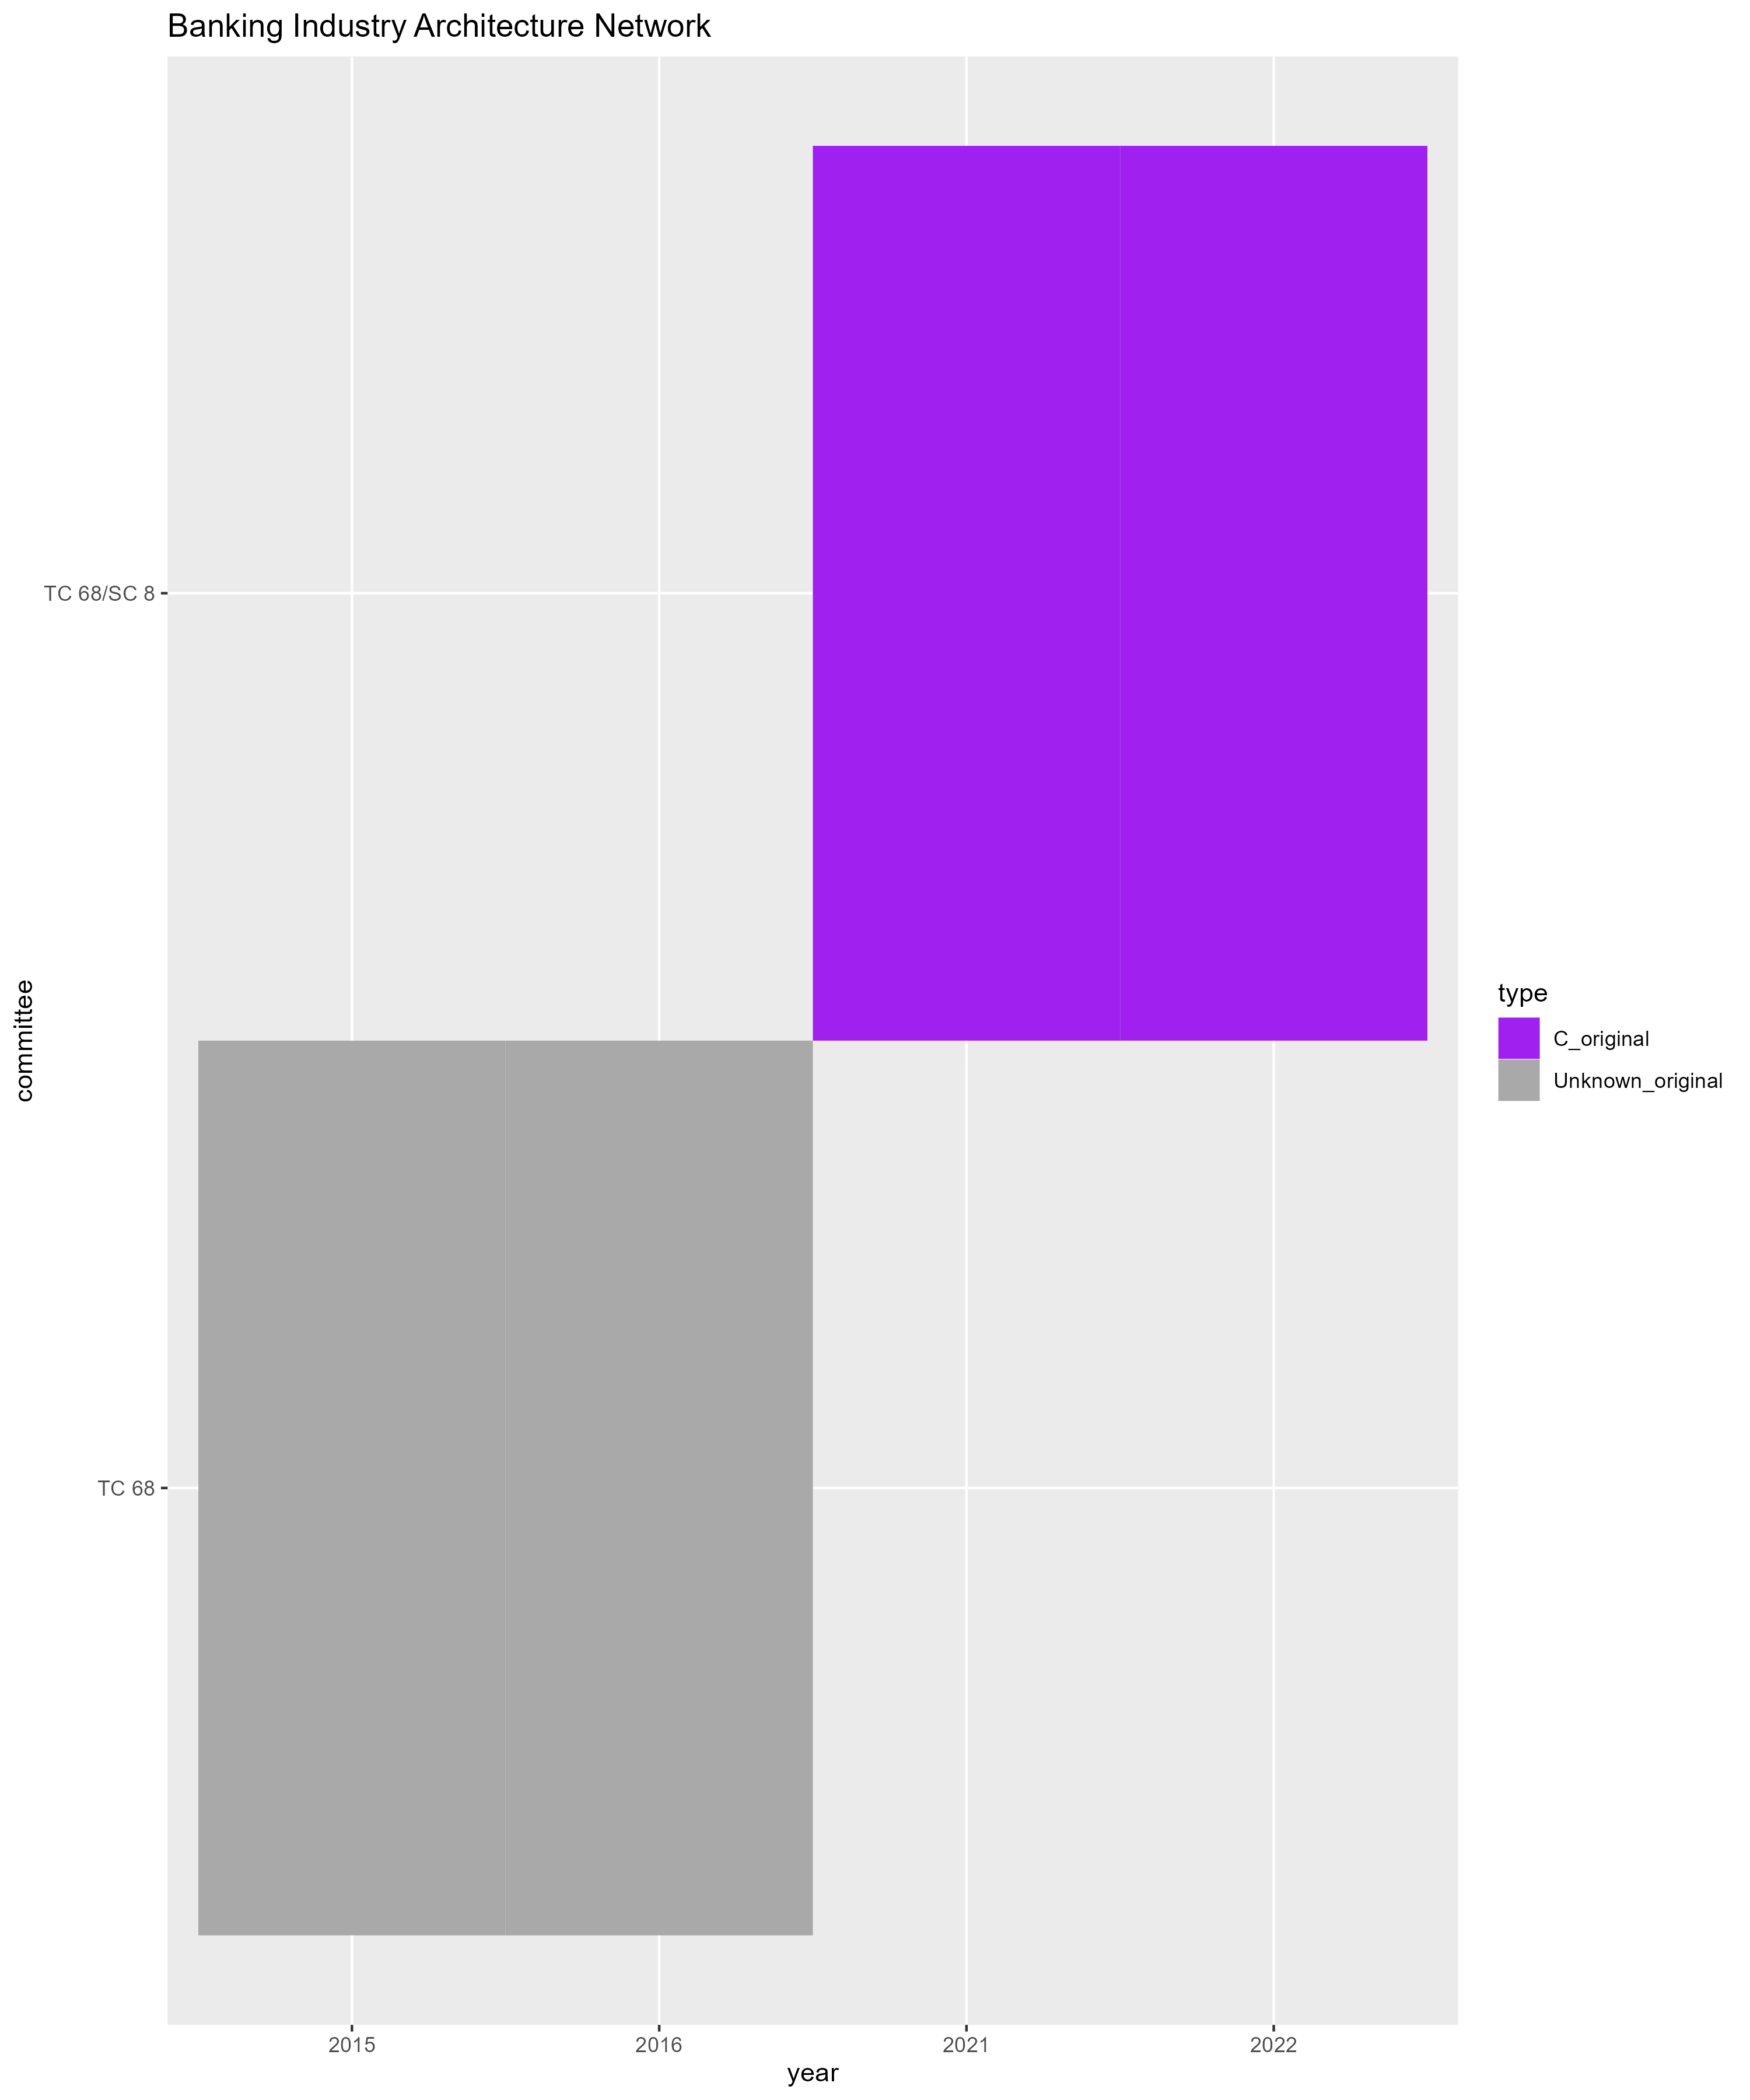 Banking Industry Architecture Network
committee
TC 68/SC 8
TC 68
2015 2016 2021 2022
year
type
C_original
Unknown_original